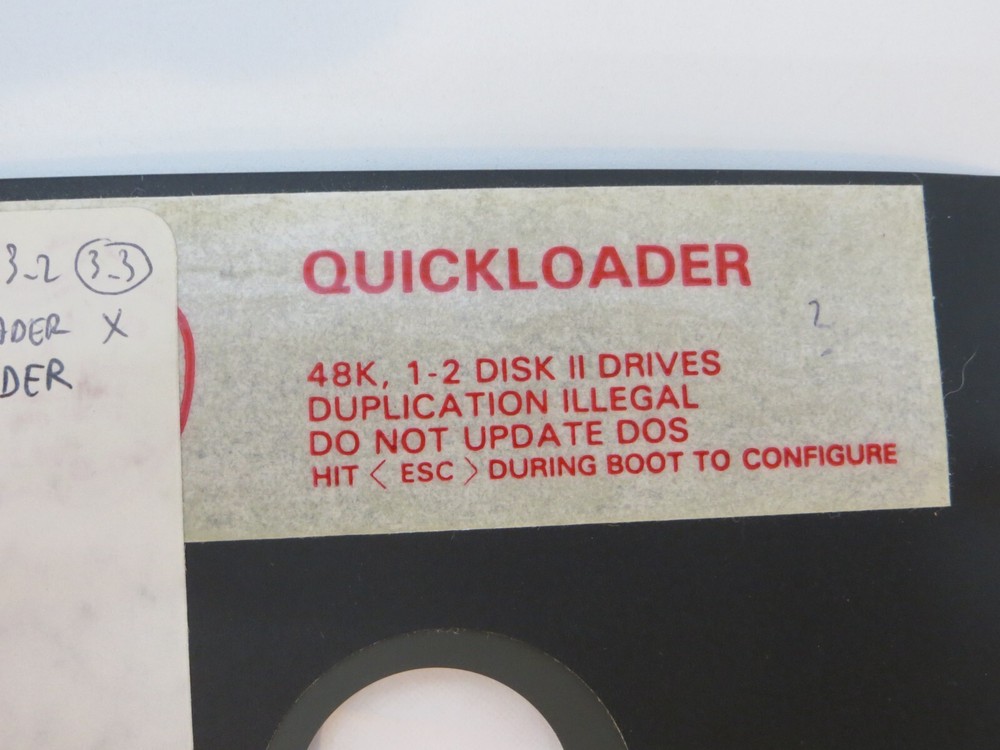 3-2 3-3
ADER X
DER
QUICKLOADER
2
48K, 1-2 DISK II DRIVES
DUPLICATION ILLEGAL
DO NOT UPDATE DOS
HIT < ESC > DURING BOOT TO CONFIGURE